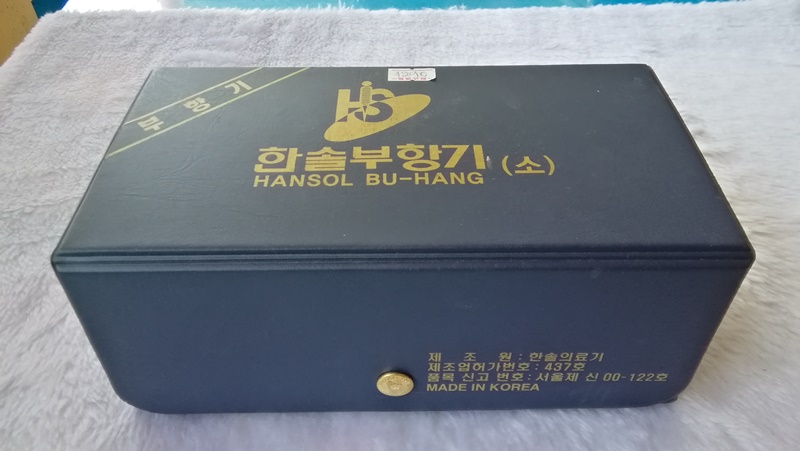 부 항 기
HS
한솔부항기 (소)
HANSOL BU-HANG
제 조 원 : 한솔의료기
제조업허가번호 : 437호
품목 신고 번호 : 서울제 신 00-122호
MADE IN KOREA